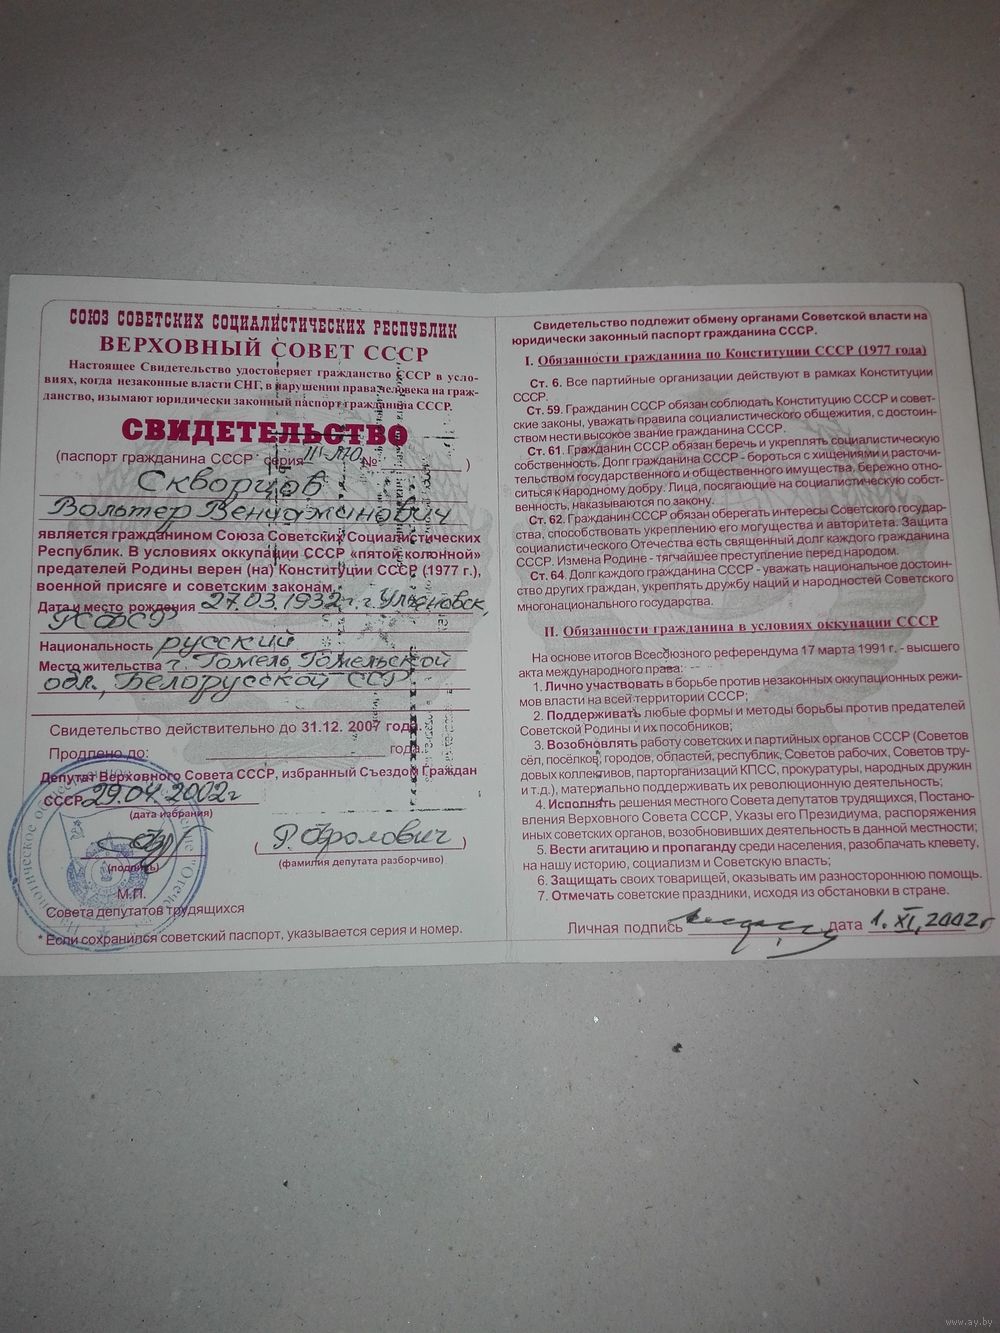 СОЮЗ СОВЕТСКИХ СОЦИАЛИСТИЧЕСКИХ РЕСПУБЛИК
ВЕРХОВНЫЙ СОВЕТ СССР
Настоящее Свидетельство удостоверяет гражданство СССР в усло-
виях, когда незаконные власти СНГ, в нарушении права человека на граж-
данство, изымают юридически законный паспорт гражданина СССР.
СВИДЕТЕЛЬСТВО
(паспорт гражданина СССР* серия №)
Скворцов
Вольтер Вениаминович
является гражданином Союза Советских Социалистических
Республик. В условиях оккупации СССР «пятой колонной»
предателей Родины верен (на) Конституции СССР (1977 г.),
военной присяге и советским законам.
Дата и место рождения 27.03.1932 г. г. Ульяновск,
РСФСР
Национальность русский
Место жительства г. Гомель, Гомельской
обл., Белорусской ССР
Свидетельство действительно до 31.12. 2007 года.
Продлено до: года.
Депутат Верховного Совета СССР, избранный Съездом Граждан
СССР 29.04.2002г
(дата избрания)
(Р. Фролович)
(подпись) (фамилия депутата разборчиво)
М.П.
Совета депутатов трудящихся
* Если сохранился советский паспорт, указывается серия и номер.
Свидетельство подлежит обмену органами Советской власти на
юридически законный паспорт гражданина СССР.
I. Обязанности гражданина по Конституции СССР (1977 года)
Ст. 6. Все партийные организации действуют в рамках Конституции
СССР.
Ст. 59. Гражданин СССР обязан соблюдать Конституцию СССР и совет-
ские законы, уважать правила социалистического общежития, с достоин-
ством нести высокое звание гражданина СССР.
Ст. 61. Гражданин СССР обязан беречь и укреплять социалистическую
собственность. Долг гражданина СССР - бороться с хищениями и расточи-
тельством государственного и общественного имущества, бережно отно-
ситься к народному добру. Лица, посягающие на социалистическую собст-
венность, наказываются по закону.
Ст. 62. Гражданин СССР обязан оберегать интересы Советского государ-
ства, способствовать укреплению его могущества и авторитета. Защита
социалистического Отечества есть священный долг каждого гражданина
СССР. Измена Родине - тягчайшее преступление перед народом.
Ст. 64. Долг каждого гражданина СССР - уважать национальное достоин-
ство других граждан, укреплять дружбу наций и народностей Советского
многонационального государства.
II. Обязанности гражданина в условиях оккупации СССР
На основе итогов Всесоюзного референдума 17 марта 1991 г. - высшего
акта международного права:
1. Лично участвовать в борьбе против незаконных оккупационных режи-
мов власти на всей территории СССР;
2. Поддерживать любые формы и методы борьбы против предателей
Советской Родины и их пособников;
3. Возобновлять работу советских и партийных органов СССР (Советов
сёл, посёлков, городов, областей, республик, Советов рабочих, Советов тру-
довых коллективов, парторганизаций КПСС, прокуратуры, народных дружин
и т.д.), материально поддерживать их революционную деятельность;
4. Исполнять решения местного Совета депутатов трудящихся, Постано-
вления Верховного Совета СССР, Указы его Президиума, распоряжения
иных советских органов, возобновивших деятельность в данной местности;
5. Вести агитацию и пропаганду среди населения, разоблачать клевету,
на нашу историю, социализм и Советскую власть;
6. Защищать своих товарищей, оказывать им разностороннюю помощь.
7. Отмечать советские праздники, исходя из обстановки в стране.
Личная подпись дата 1. XI, 2002г
www.ay.by